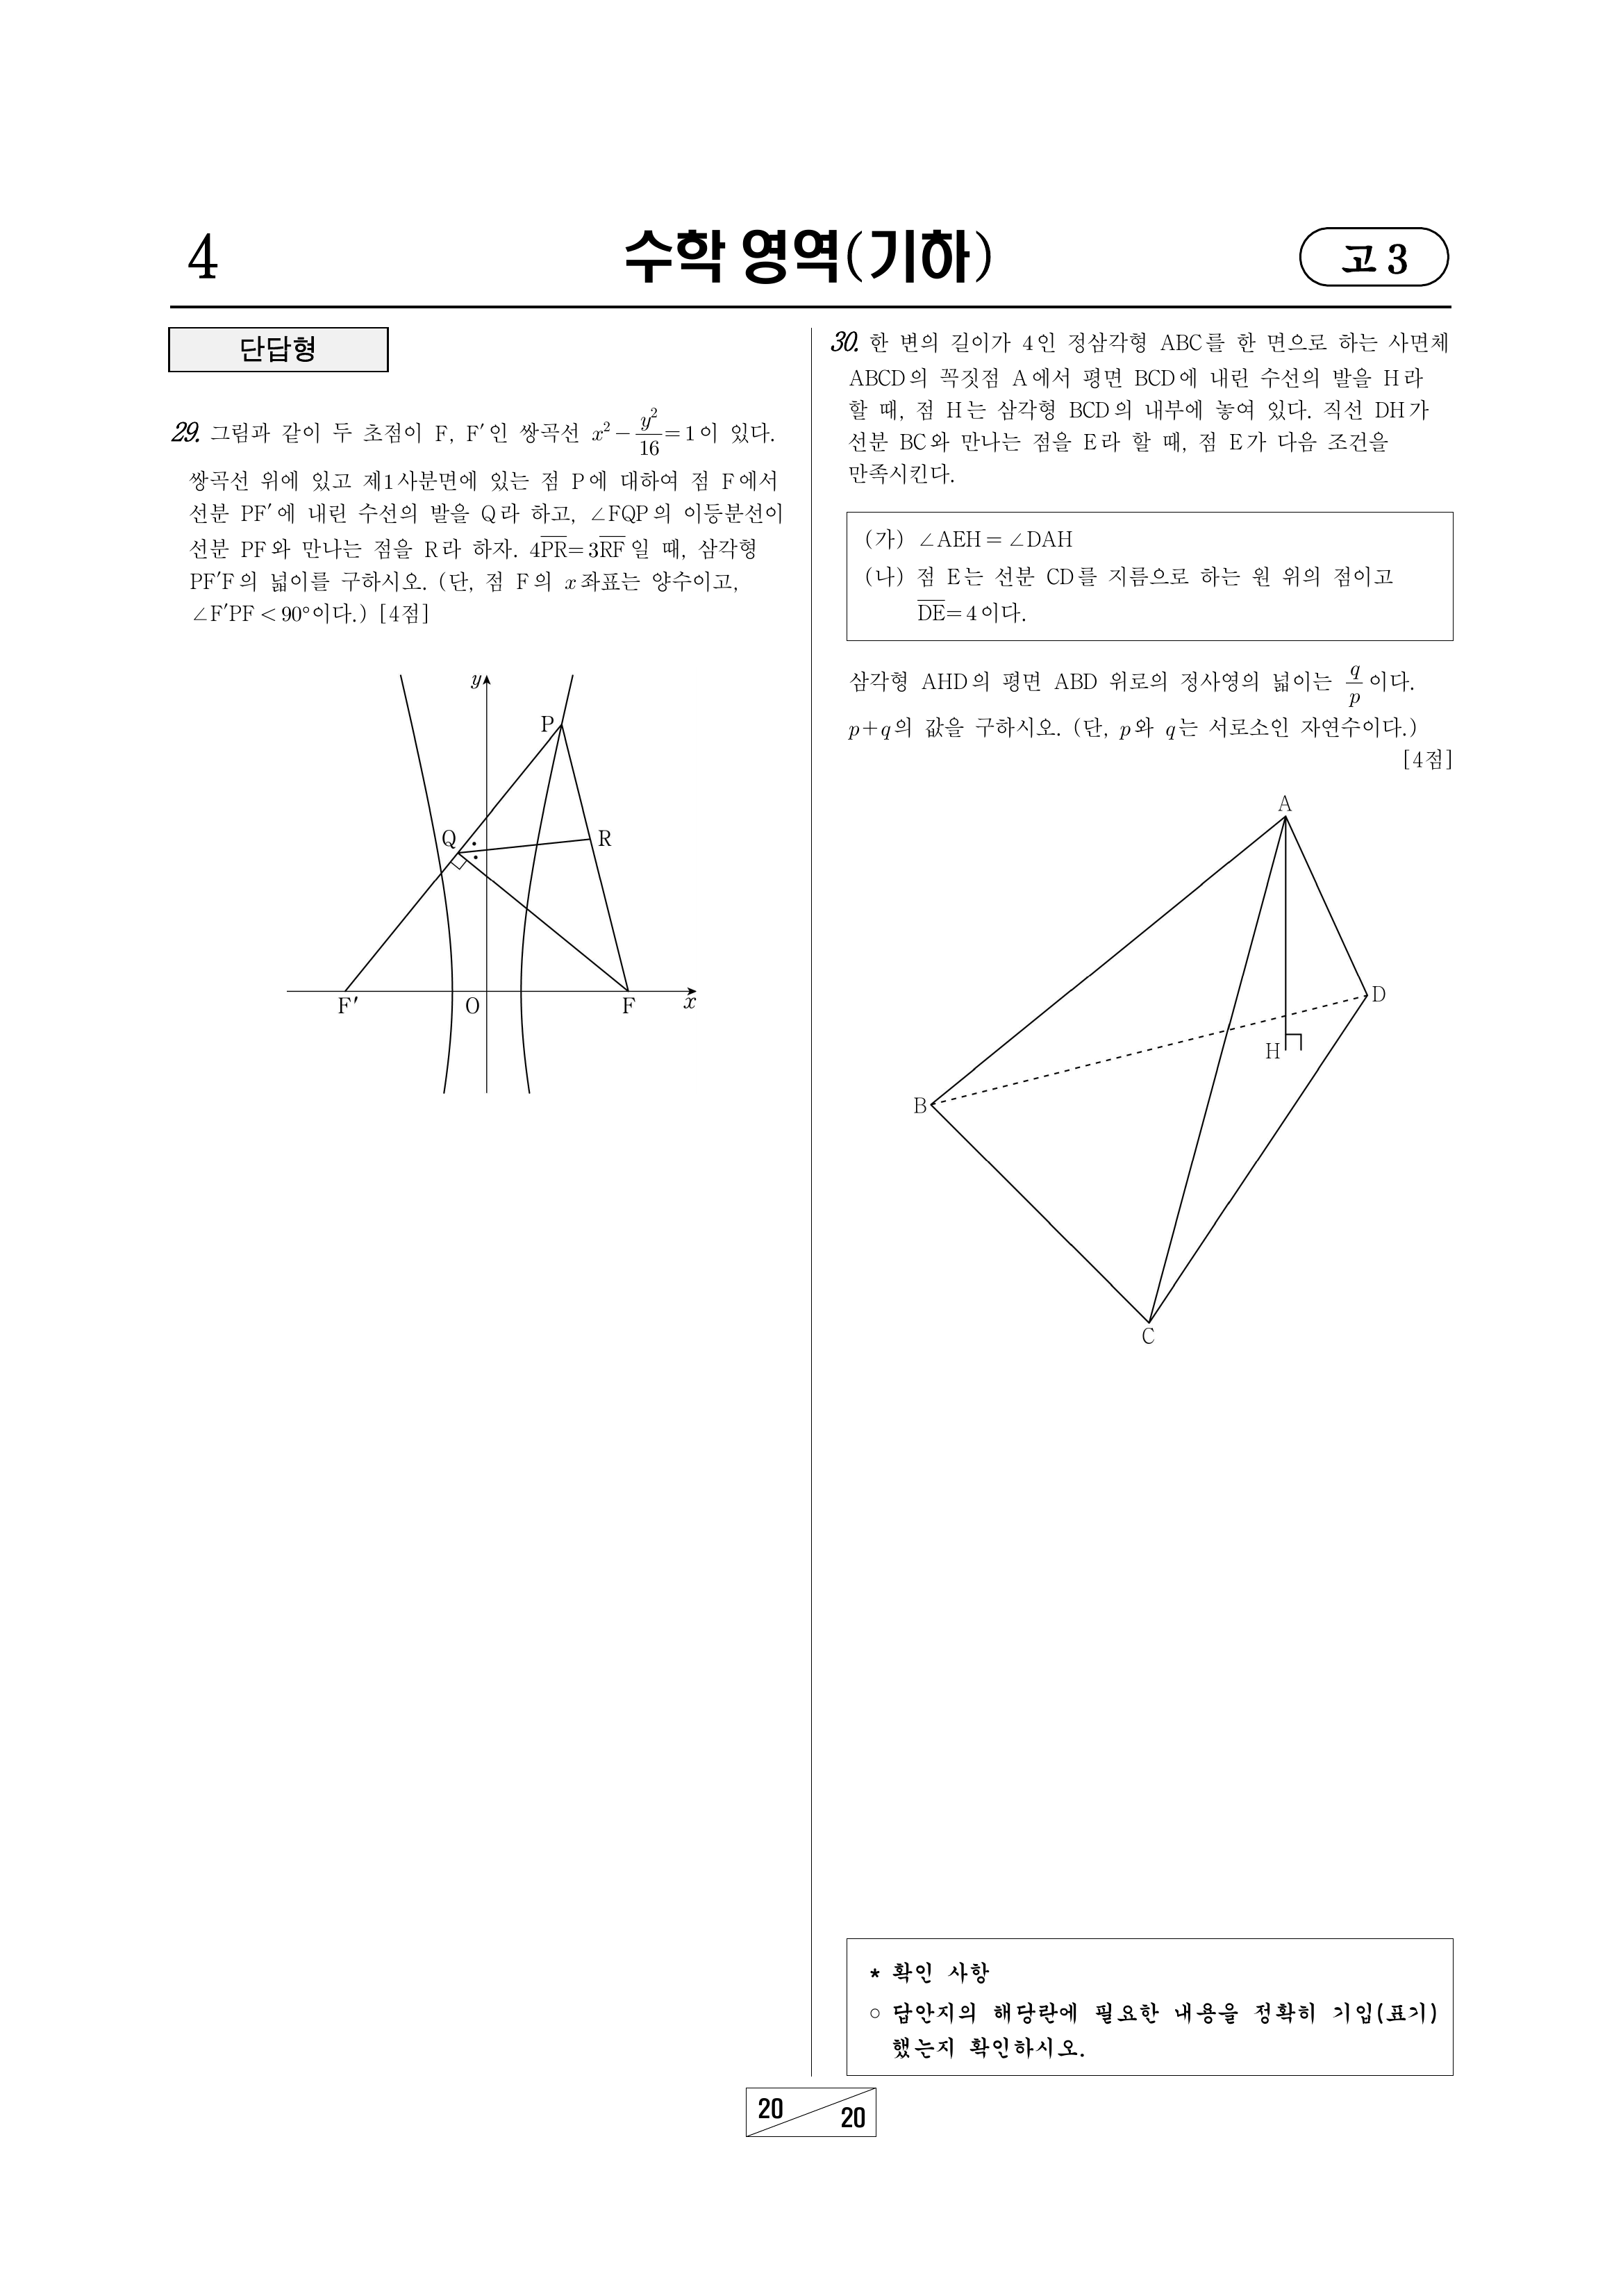 4
수학 영역(기하)
고 3
단답형
29. 그림과 같이 두 초점이 F, F′인 쌍곡선 x² − y²/16 = 1이 있다.
쌍곡선 위에 있고 제1사분면에 있는 점 P에 대하여 점 F에서
선분 PF′에 내린 수선의 발을 Q라 하고, ∠FQP의 이등분선이
선분 PF와 만나는 점을 R라 하자. 4P̅R̅ = 3R̅F̅일 때, 삼각형
PF′F의 넓이를 구하시오. (단, 점 F의 x좌표는 양수이고,
∠F′PF < 90°이다.) [4점]
y
P
Q
R
F′
O
F
x
30. 한 변의 길이가 4인 정삼각형 ABC를 한 면으로 하는 사면체
ABCD의 꼭짓점 A에서 평면 BCD에 내린 수선의 발을 H라
할 때, 점 H는 삼각형 BCD의 내부에 놓여 있다. 직선 DH가
선분 BC와 만나는 점을 E라 할 때, 점 E가 다음 조건을
만족시킨다.
(가) ∠AEH = ∠DAH
(나) 점 E는 선분 CD를 지름으로 하는 원 위의 점이고
D̅E̅ = 4이다.
삼각형 AHD의 평면 ABD 위로의 정사영의 넓이는 q/p이다.
p+q의 값을 구하시오. (단, p와 q는 서로소인 자연수이다.)
[4점]
A
D
H
B
C
* 확인 사항
○ 답안지의 해당란에 필요한 내용을 정확히 기입(표기)
했는지 확인하시오.
20
20